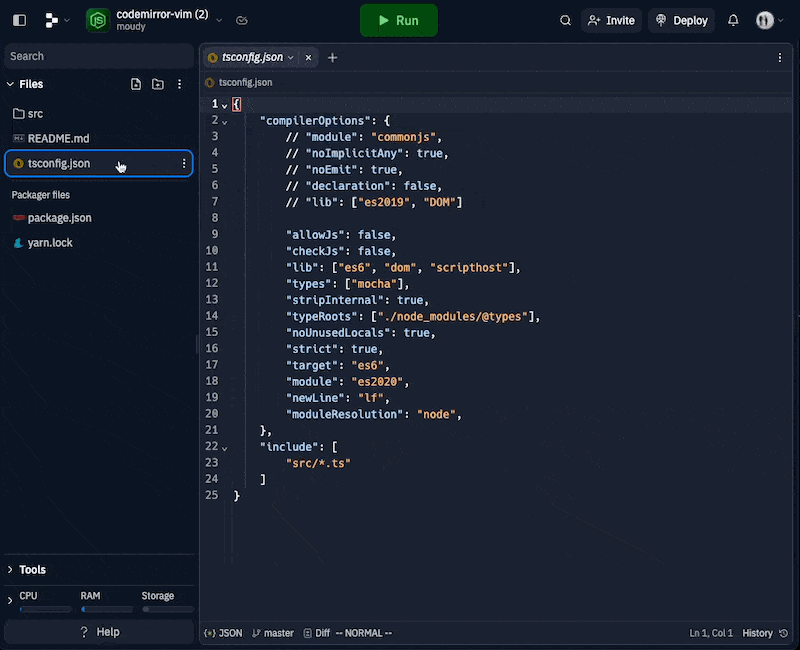 codemirror-vim (2)
moudy
Run
Invite
Deploy
Search
Files
src
README.md
tsconfig.json
Packager files
package.json
yarn.lock
Tools
CPU RAM Storage
? Help
tsconfig.json
tsconfig.json
1 {
2 "compilerOptions": {
3 // "module": "commonjs",
4 // "noImplicitAny": true,
5 // "noEmit": true,
6 // "declaration": false,
7 // "lib": ["es2019", "DOM"]
8
9 "allowJs": false,
10 "checkJs": false,
11 "lib": ["es6", "dom", "scripthost"],
12 "types": ["mocha"],
13 "stripInternal": true,
14 "typeRoots": ["./node_modules/@types"],
15 "noUnusedLocals": true,
16 "strict": true,
17 "target": "es6",
18 "module": "es2020",
19 "newLine": "lf",
20 "moduleResolution": "node",
21 },
22 "include": [
23 "src/*.ts"
24 ]
25 }
JSON master Diff -- NORMAL -- Ln 1, Col 1 History